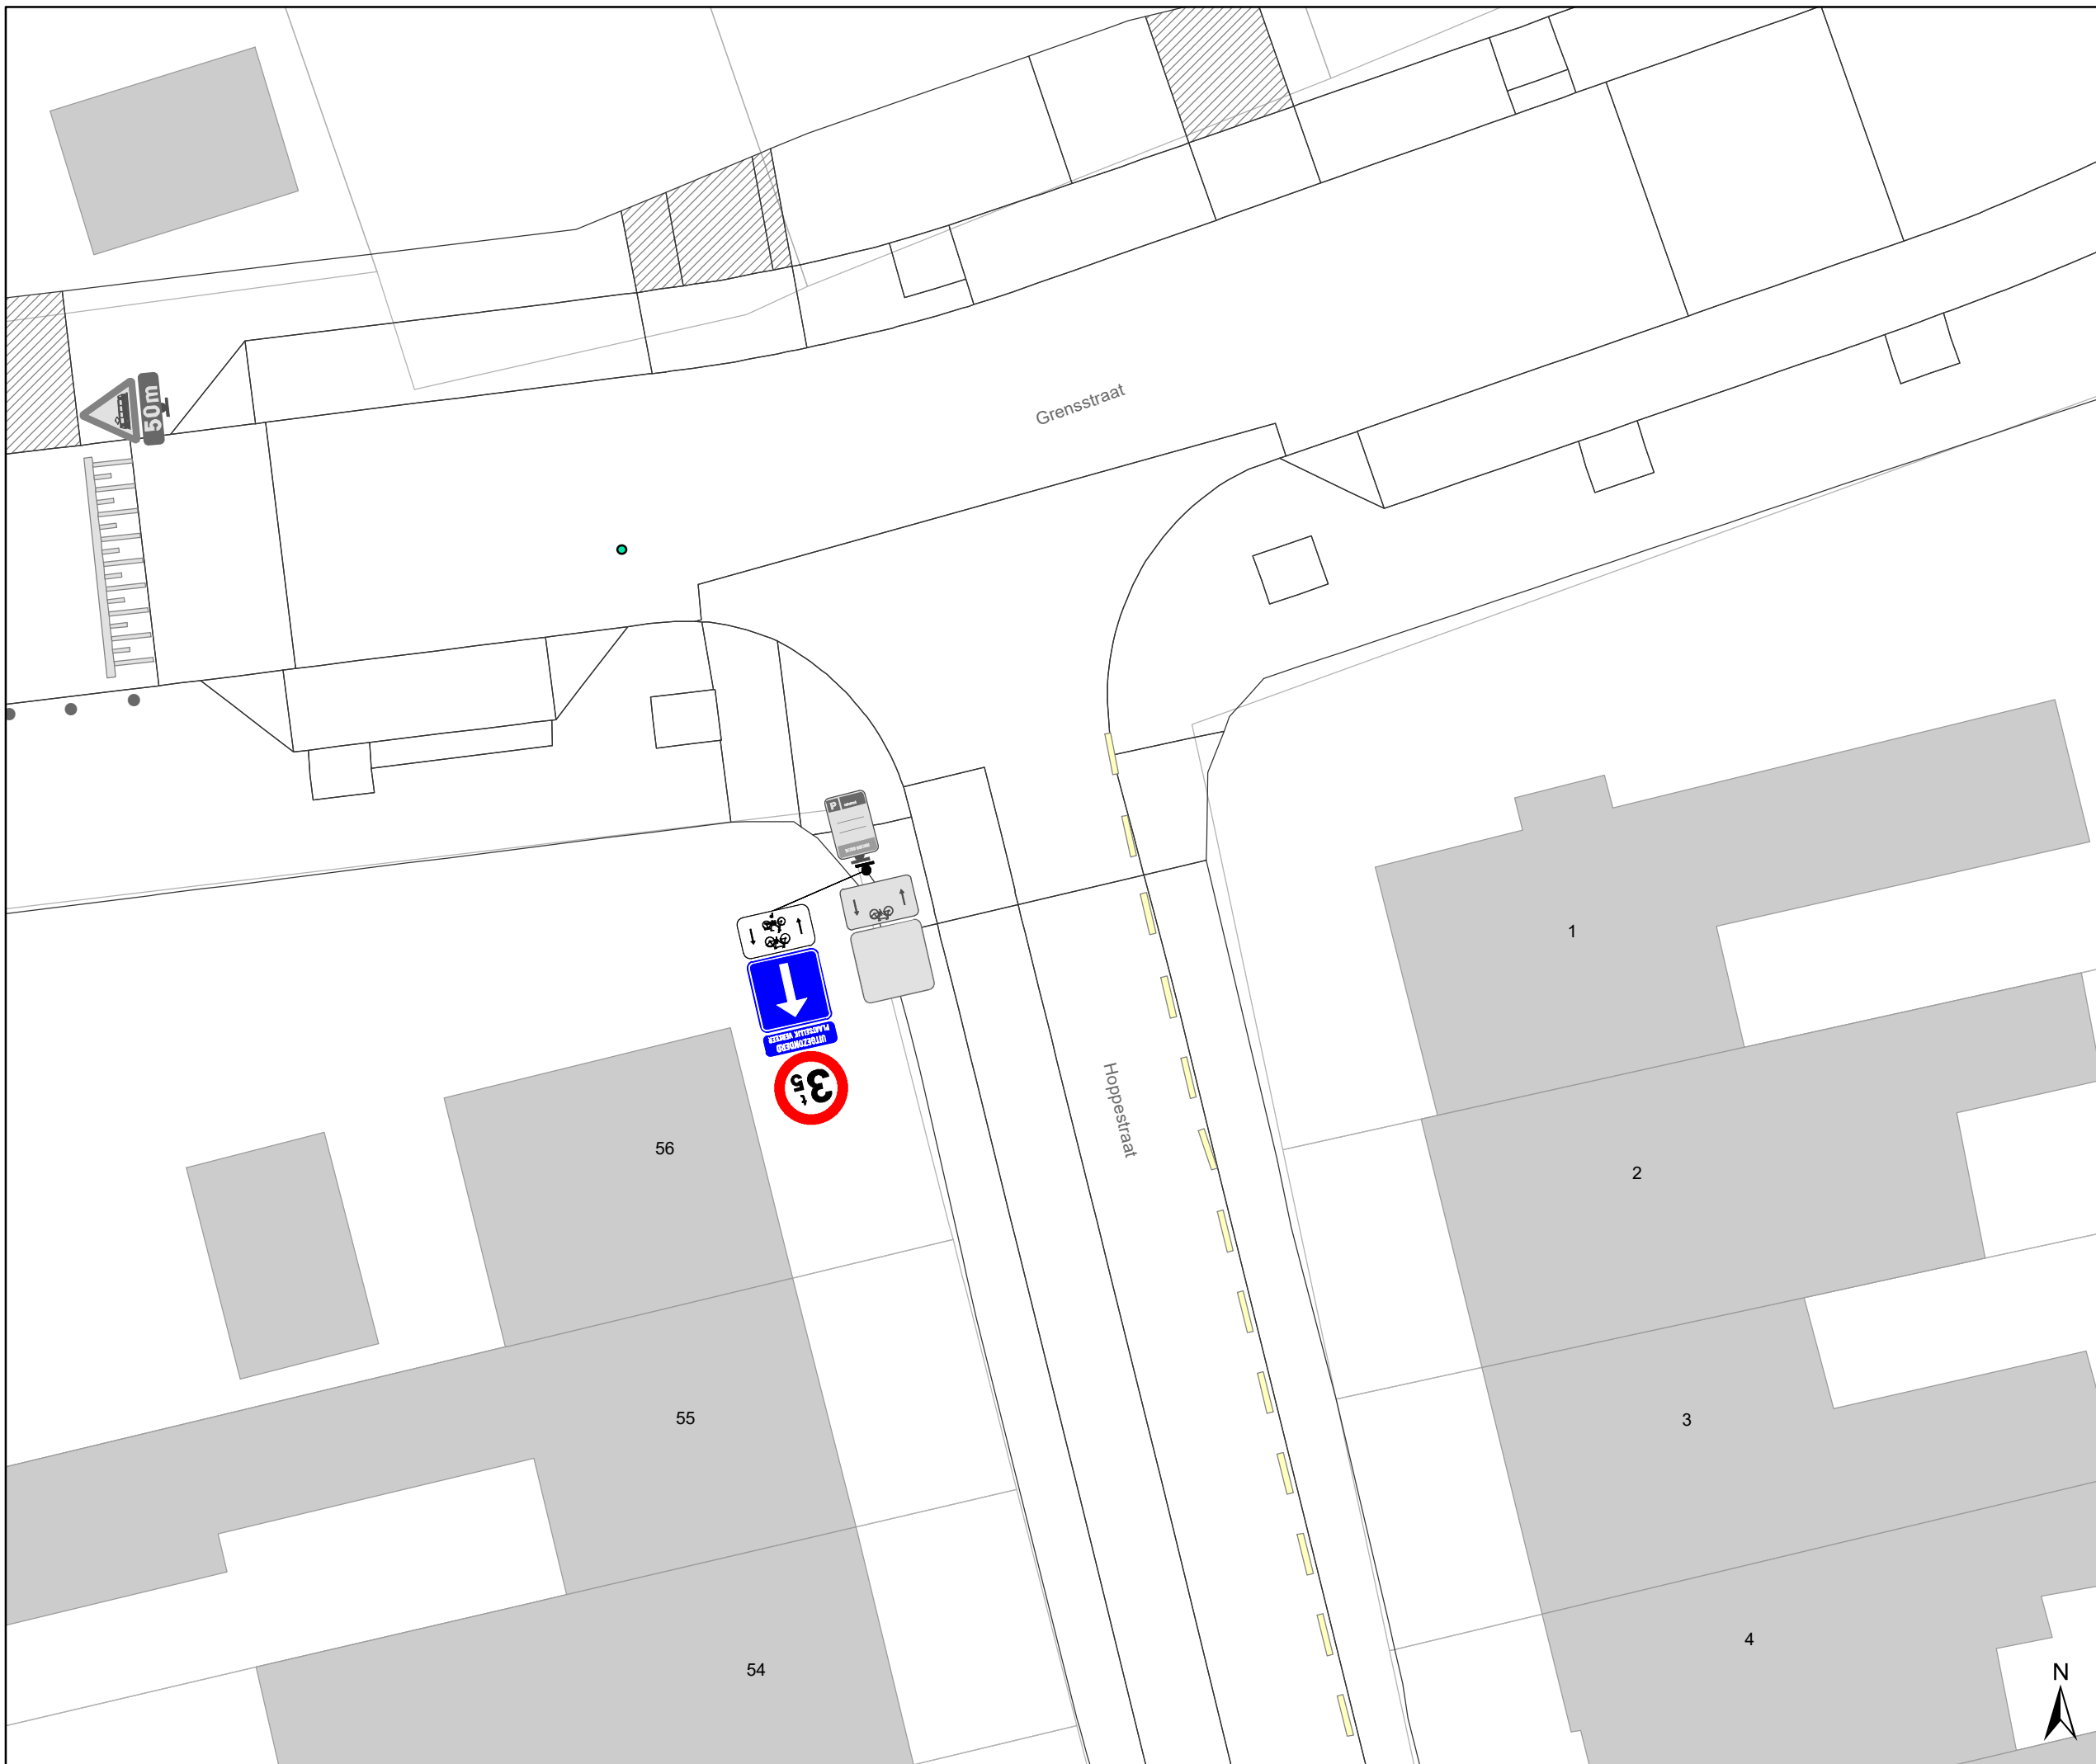 50m
Grensstraat
P
1
UITGEZONDERD
PLAATSELIJK VERKEER
3,5
t
Hoppestraat
56
2
55
3
54
4
N